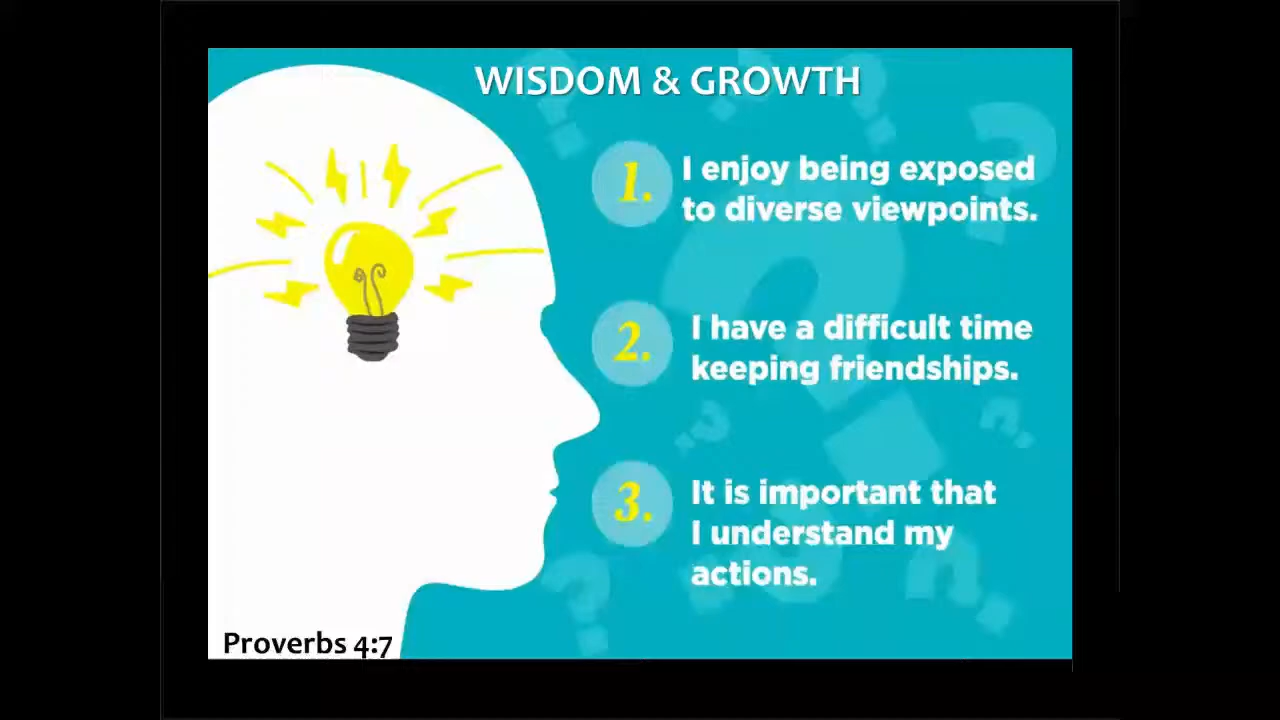 WISDOM & GROWTH
1. I enjoy being exposed
to diverse viewpoints.
2. I have a difficult time
keeping friendships.
3. It is important that
I understand my
actions.
Proverbs 4:7